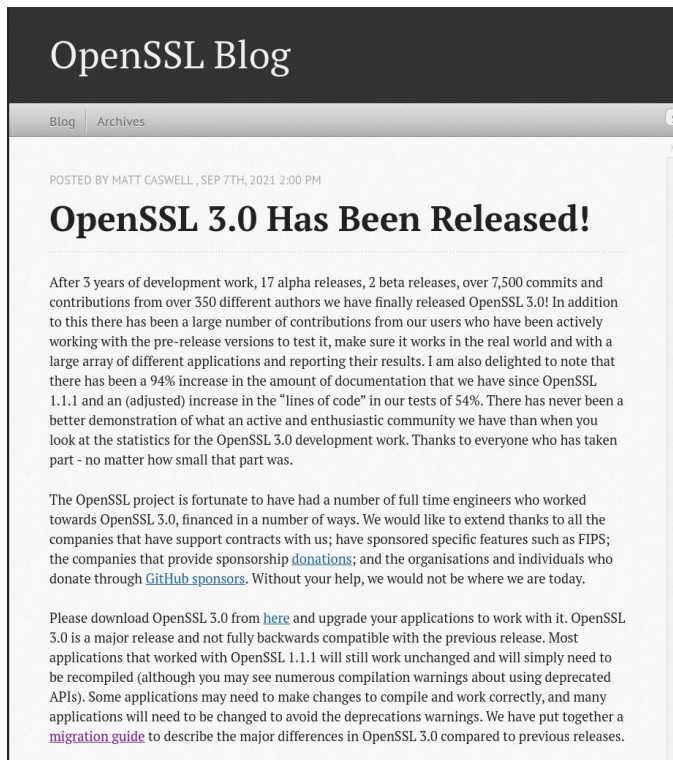 OpenSSL Blog
Blog
Archives
POSTED BY MATT CASWELL , SEP 7TH, 2021 2:00 PM
OpenSSL 3.0 Has Been Released!
After 3 years of development work, 17 alpha releases, 2 beta releases, over 7,500 commits and
contributions from over 350 different authors we have finally released OpenSSL 3.0! In addition
to this there has been a large number of contributions from our users who have been actively
working with the pre-release versions to test it, make sure it works in the real world and with a
large array of different applications and reporting their results. I am also delighted to note that
there has been a 94% increase in the amount of documentation that we have since OpenSSL
1.1.1 and an (adjusted) increase in the “lines of code” in our tests of 54%. There has never been a
better demonstration of what an active and enthusiastic community we have than when you
look at the statistics for the OpenSSL 3.0 development work. Thanks to everyone who has taken
part - no matter how small that part was.
The OpenSSL project is fortunate to have had a number of full time engineers who worked
towards OpenSSL 3.0, financed in a number of ways. We would like to extend thanks to all the
companies that have support contracts with us; have sponsored specific features such as FIPS;
the companies that provide sponsorship donations; and the organisations and individuals who
donate through GitHub sponsors. Without your help, we would not be where we are today.
Please download OpenSSL 3.0 from here and upgrade your applications to work with it. OpenSSL
3.0 is a major release and not fully backwards compatible with the previous release. Most
applications that worked with OpenSSL 1.1.1 will still work unchanged and will simply need to
be recompiled (although you may see numerous compilation warnings about using deprecated
APIs). Some applications may need to make changes to compile and work correctly, and many
applications will need to be changed to avoid the deprecations warnings. We have put together a
migration guide to describe the major differences in OpenSSL 3.0 compared to previous releases.